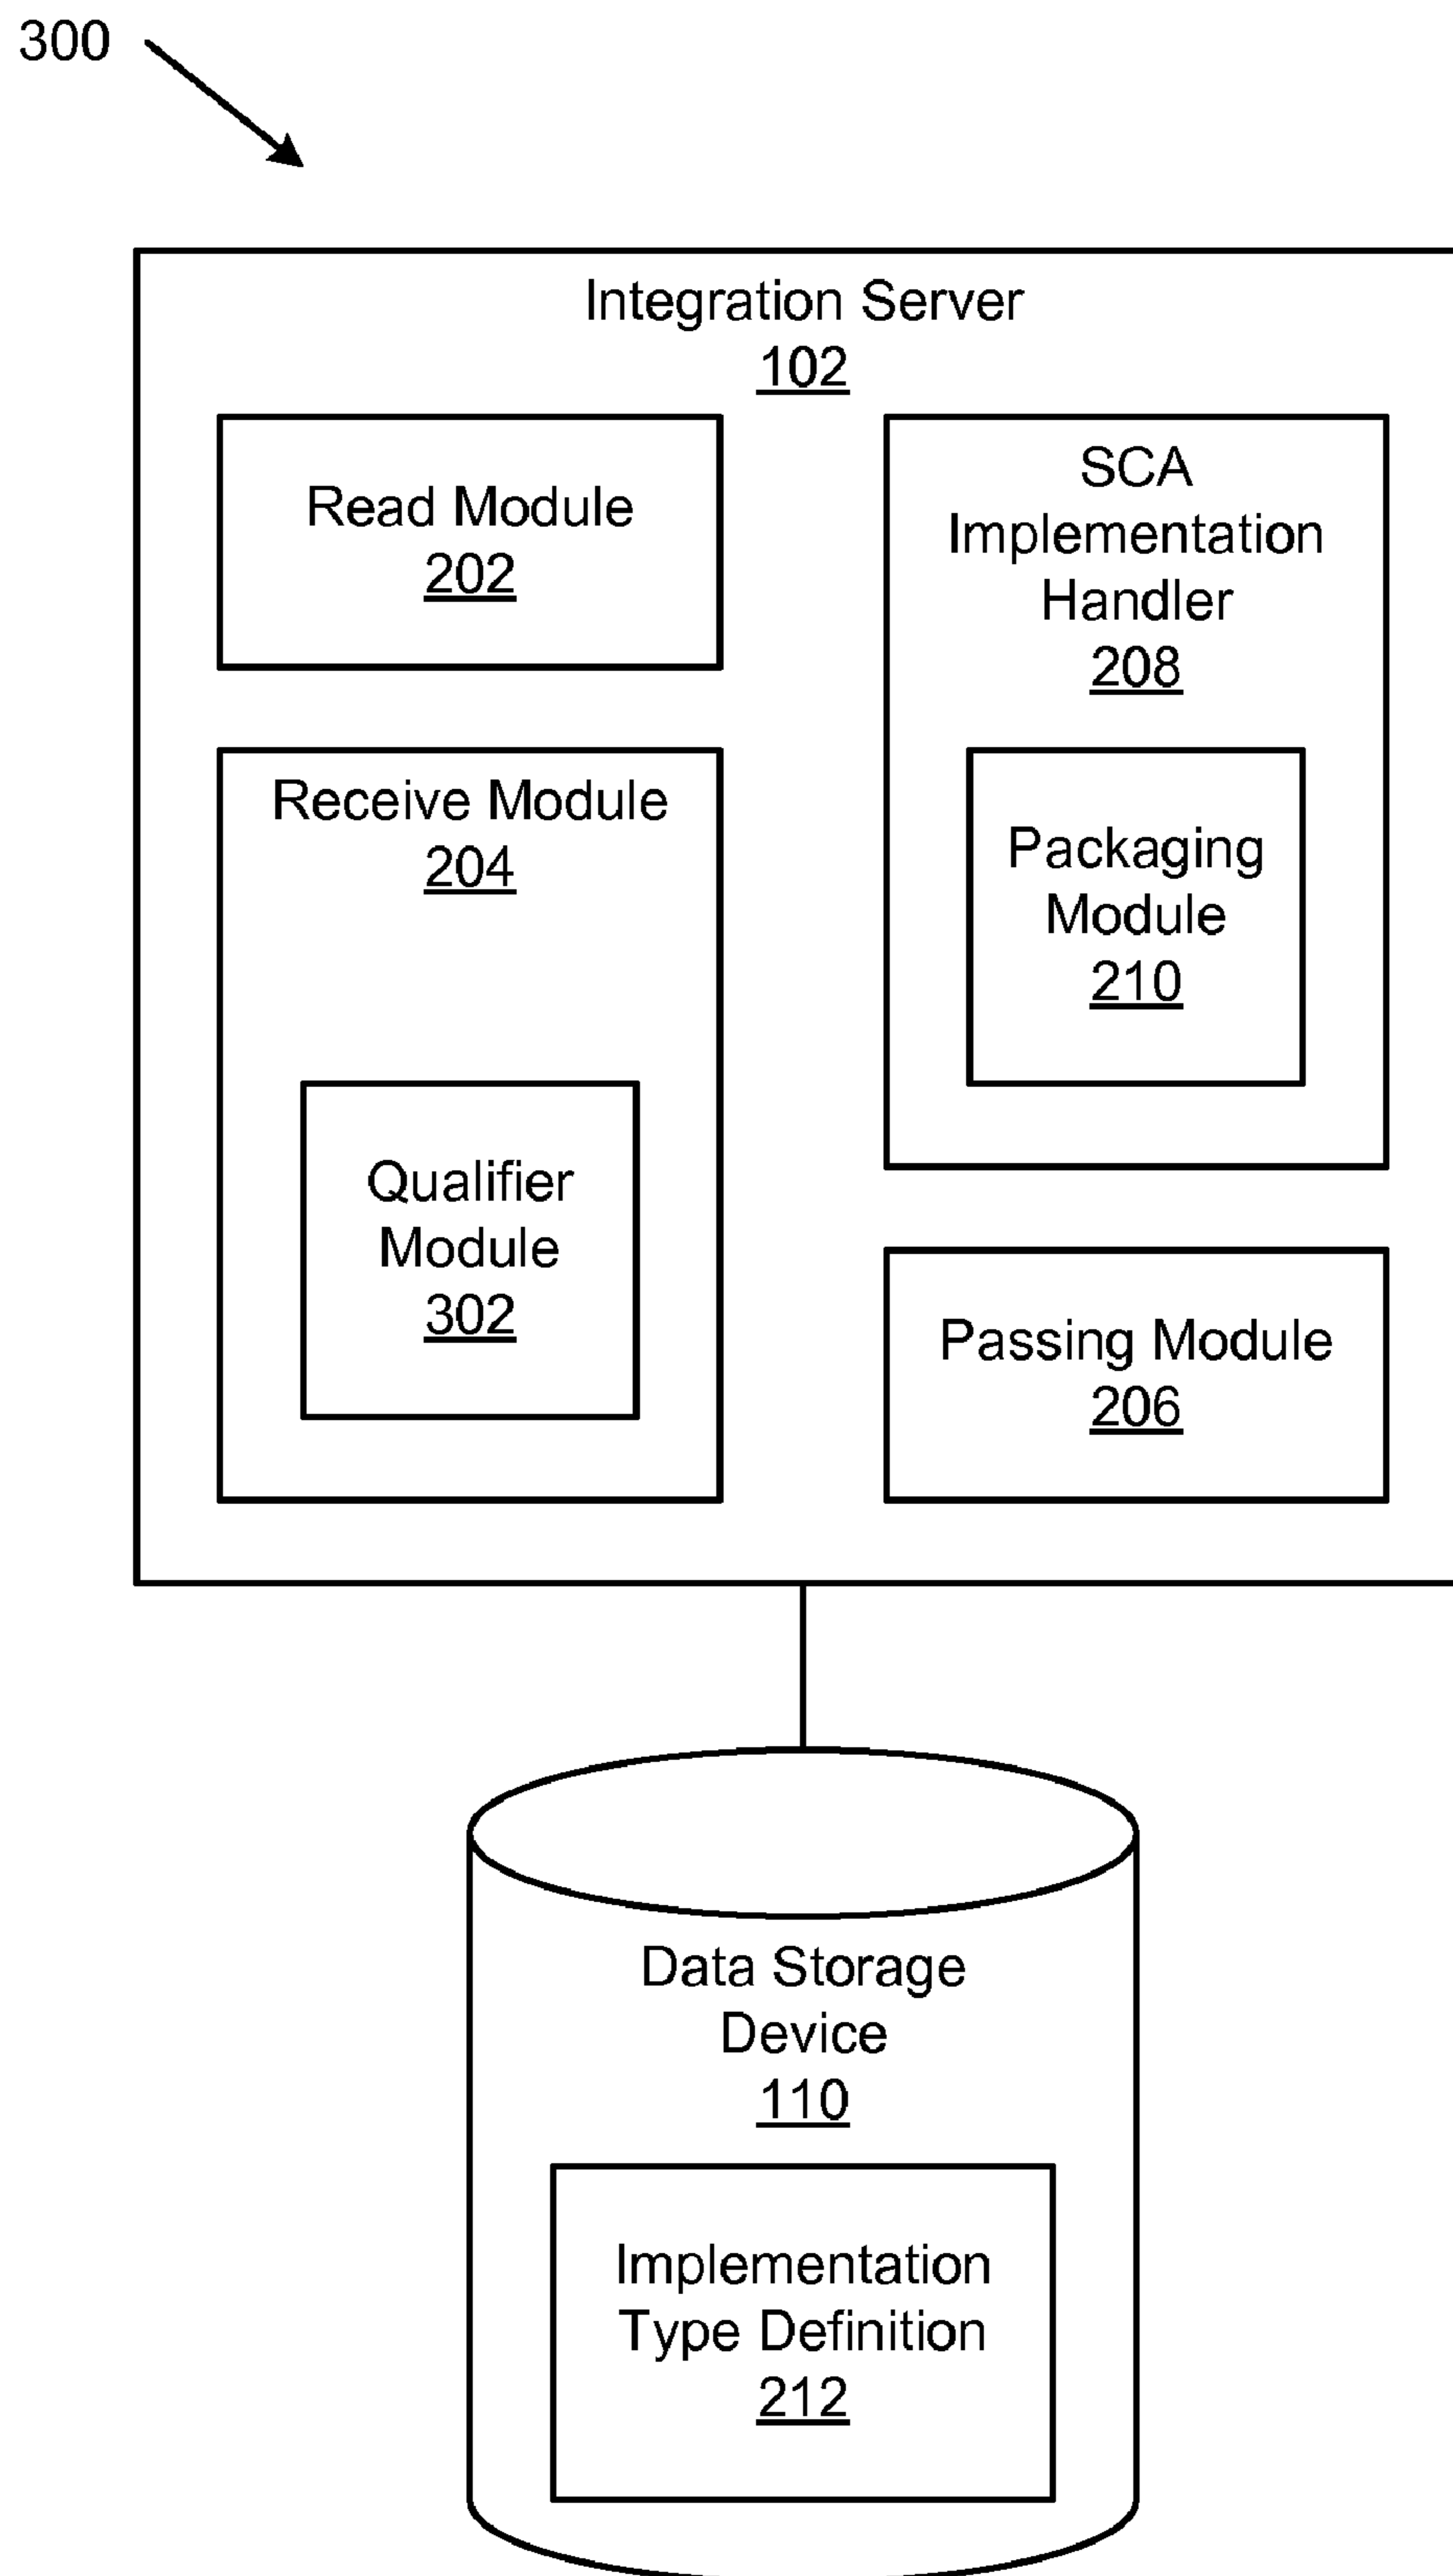 300
Integration Server
102
Read Module
202
SCA
Implementation
Handler
208
Receive Module
204
Packaging
Module
210
Qualifier
Module
302
Passing Module
206
Data Storage
Device
110
Implementation
Type Definition
212